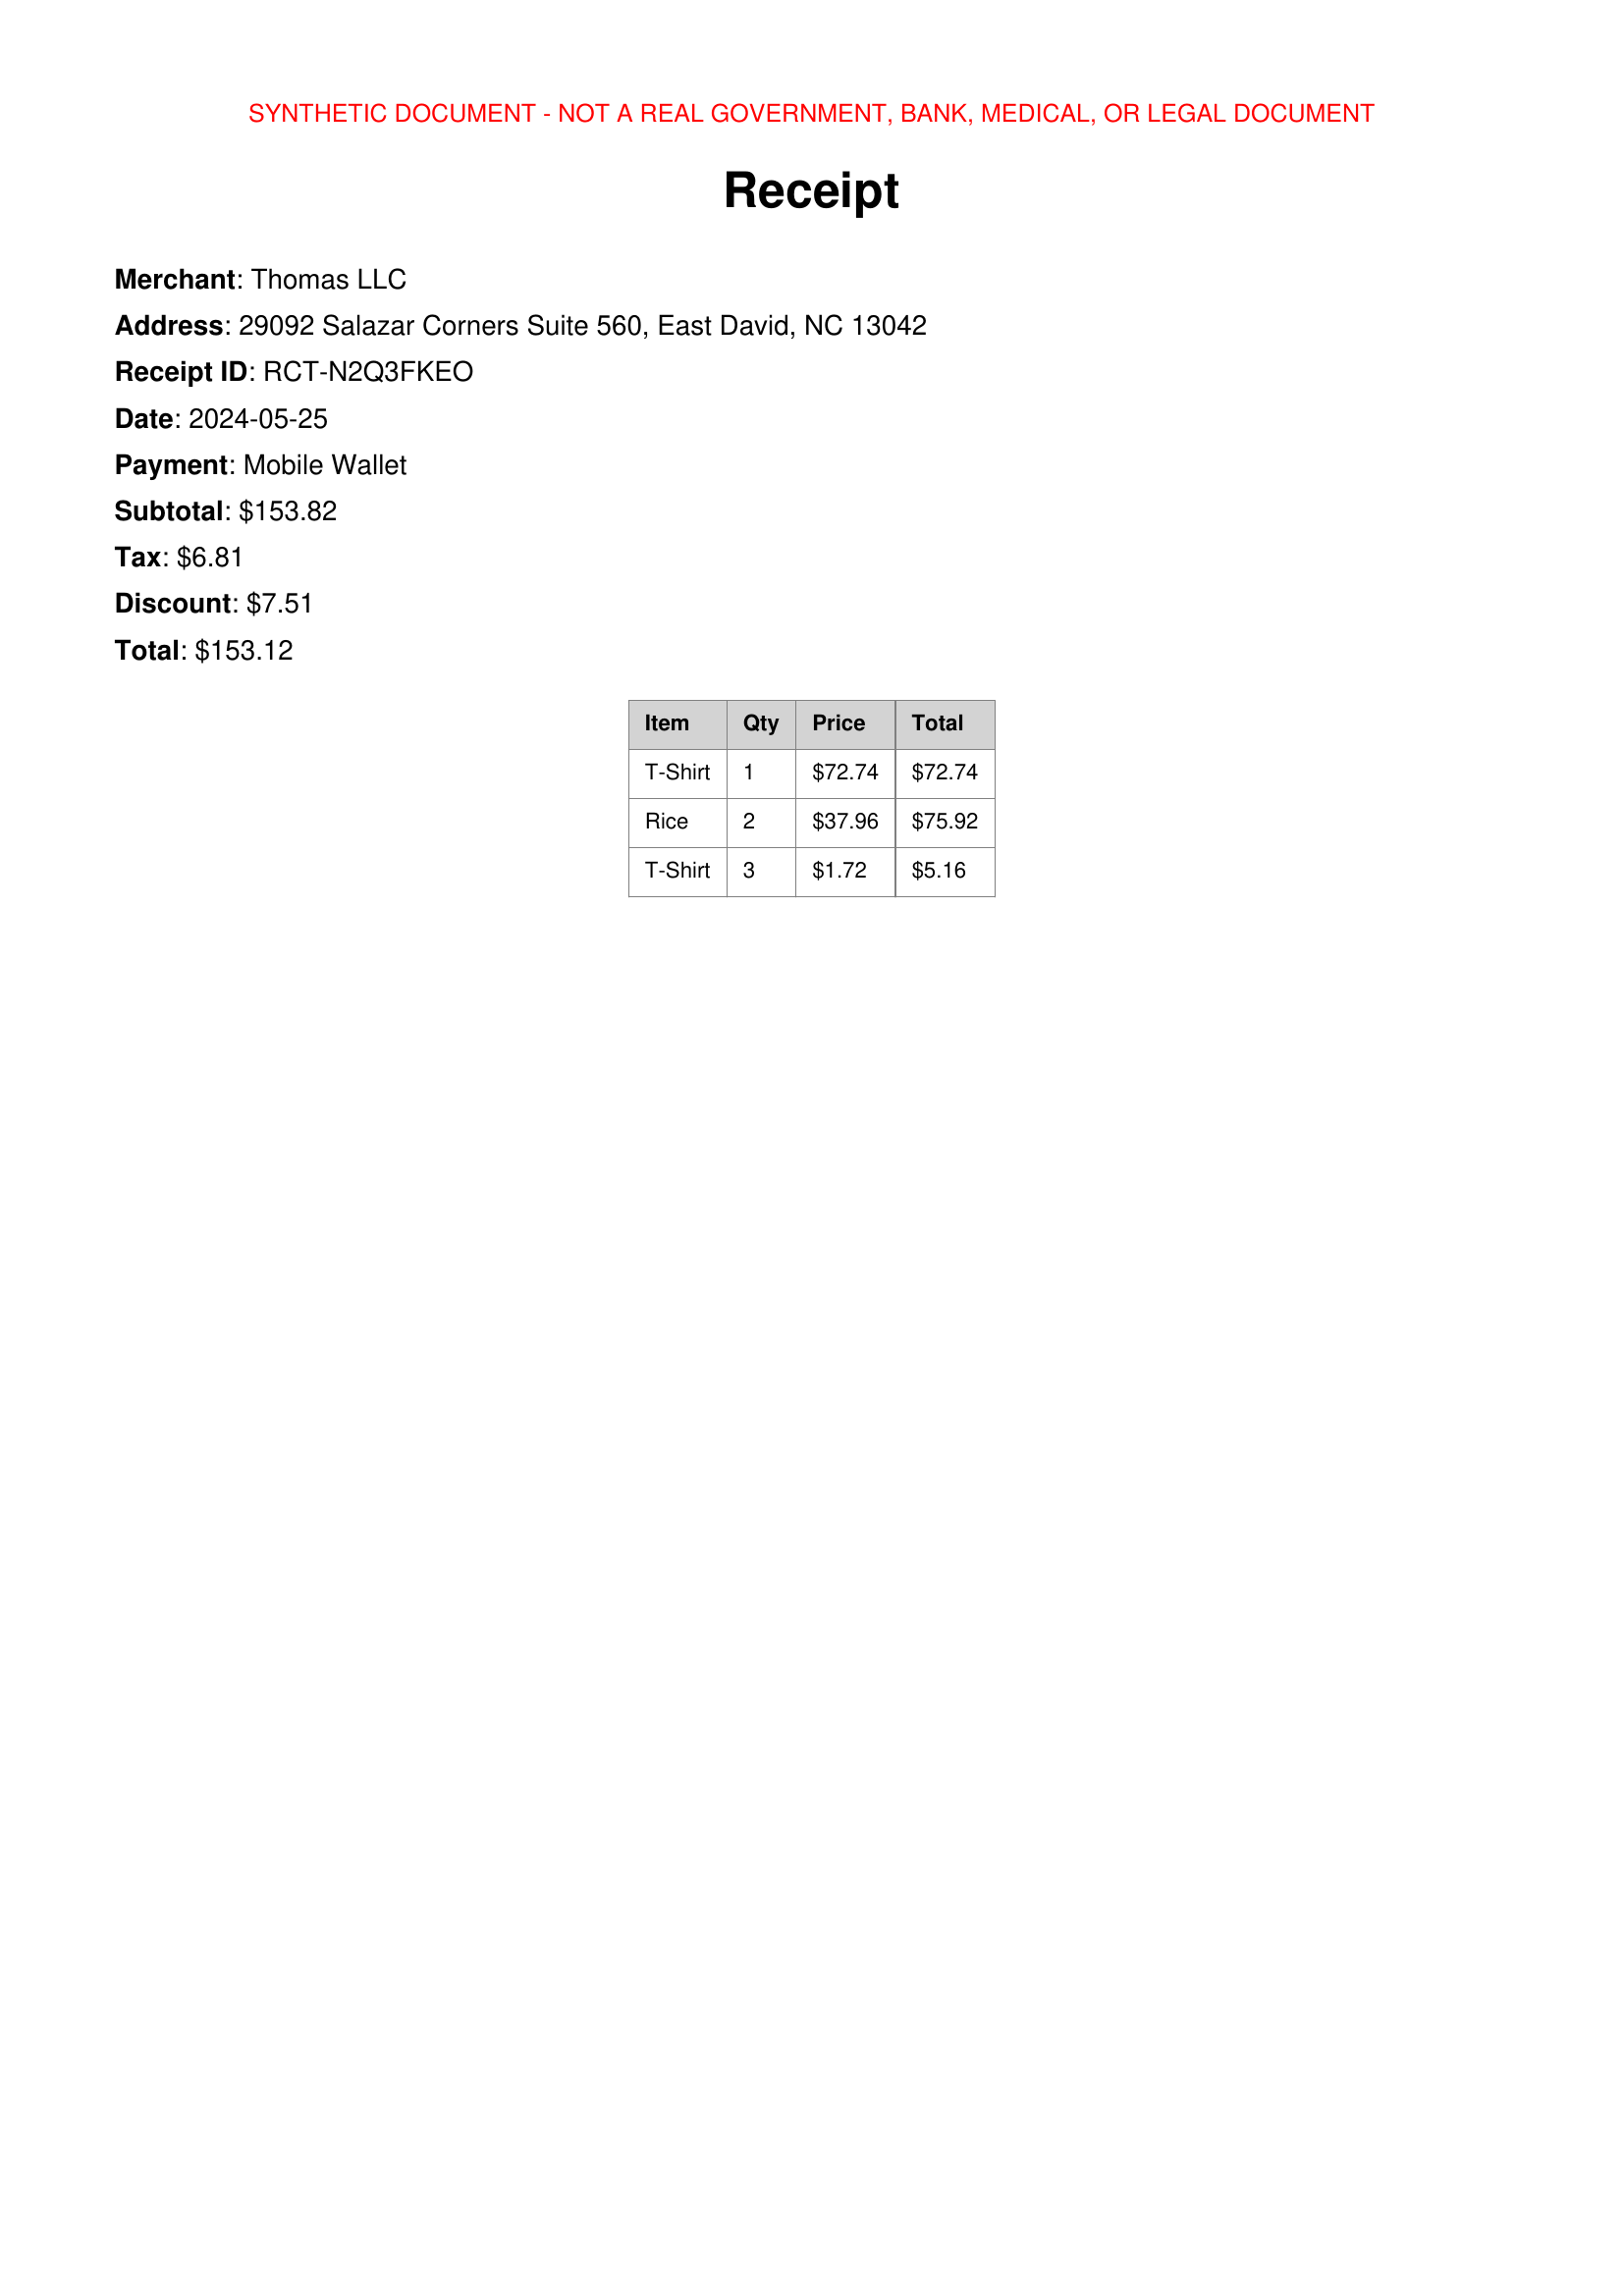 SYNTHETIC DOCUMENT - NOT A REAL GOVERNMENT, BANK, MEDICAL, OR LEGAL DOCUMENT
Receipt
Merchant: Thomas LLC
Address: 29092 Salazar Corners Suite 560, East David, NC 13042
Receipt ID: RCT-N2Q3FKEO
Date: 2024-05-25
Payment: Mobile Wallet
Subtotal: $153.82
Tax: $6.81
Discount: $7.51
Total: $153.12
Item Qty Price Total
T-Shirt 1 $72.74 $72.74
Rice 2 $37.96 $75.92
T-Shirt 3 $1.72 $5.16